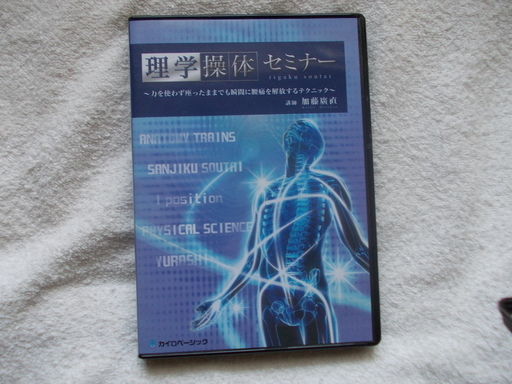 理学操体セミナー
rigaku soutai
～力を使わず座ったままでも瞬間に腰痛を解放するテクニック～
講師 加藤廣直
ANATOMY TRAINS
SANJIKU SOUTAI
I position
PHYSICAL SCIENCE
YURASHI
カイロベーシック